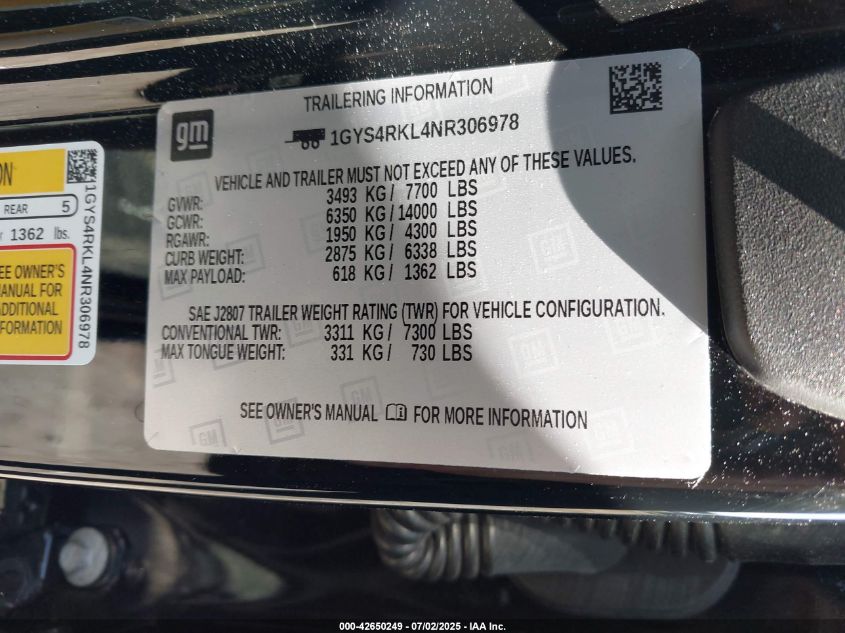 TRAILERING INFORMATION
gm
1GYS4RKL4NR306978
VEHICLE AND TRAILER MUST NOT EXCEED ANY OF THESE VALUES.
GVWR: 3493 KG / 7700 LBS
GCWR: 6350 KG / 14000 LBS
RGAWR: 1950 KG / 4300 LBS
CURB WEIGHT: 2875 KG / 6338 LBS
MAX PAYLOAD: 618 KG / 1362 LBS
SAE J2807 TRAILER WEIGHT RATING (TWR) FOR VEHICLE CONFIGURATION.
CONVENTIONAL TWR: 3311 KG / 7300 LBS
MAX TONGUE WEIGHT: 331 KG / 730 LBS
SEE OWNER'S MANUAL FOR MORE INFORMATION
REAR 5
1362 lbs.
SEE OWNER'S
MANUAL FOR
ADDITIONAL
INFORMATION
1GYS4RKL4NR306978
000-42650249 - 07/02/2025 - IAA Inc.